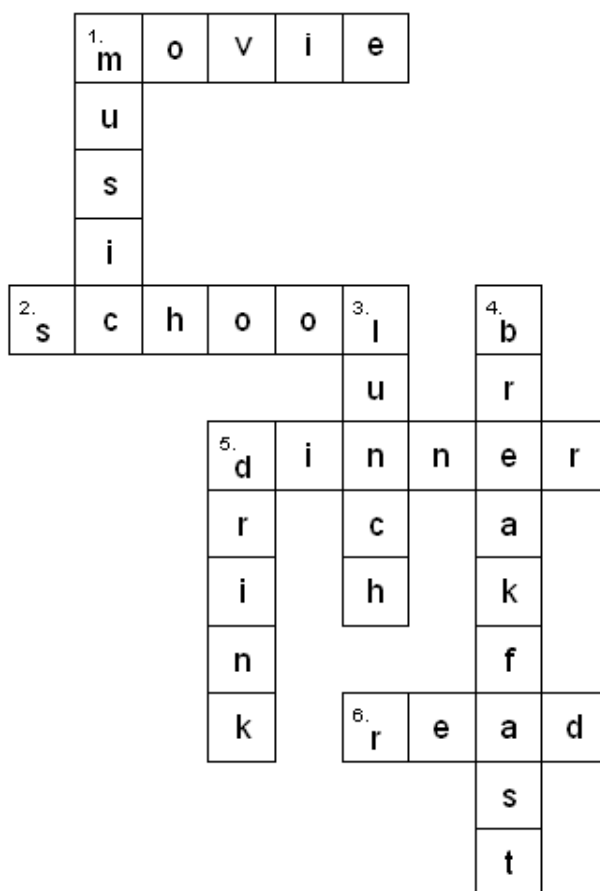 1. m o v i e
u
s
i
2. s c h o o 3. l 4. b
u r
5. d i n n e r
r c a
i h k
n f
k 6. r e a d
s
t